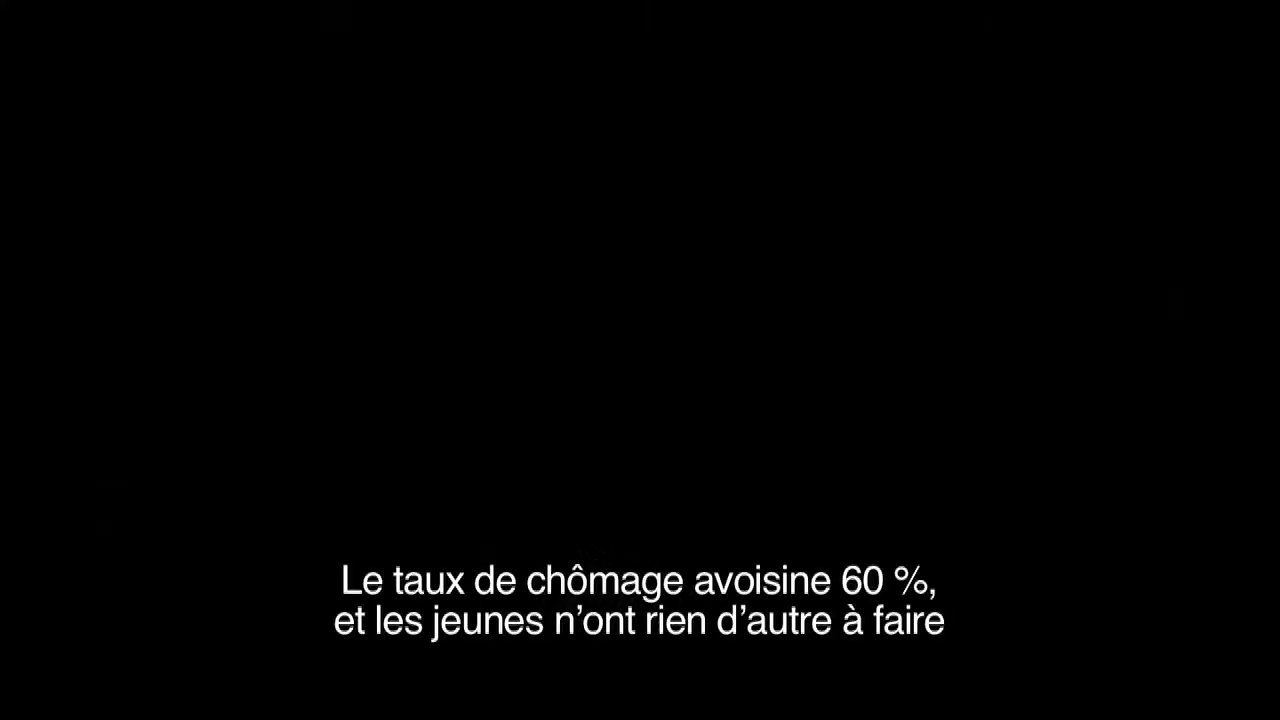 Le taux de chômage avoisine 60 %,
et les jeunes n’ont rien d’autre à faire